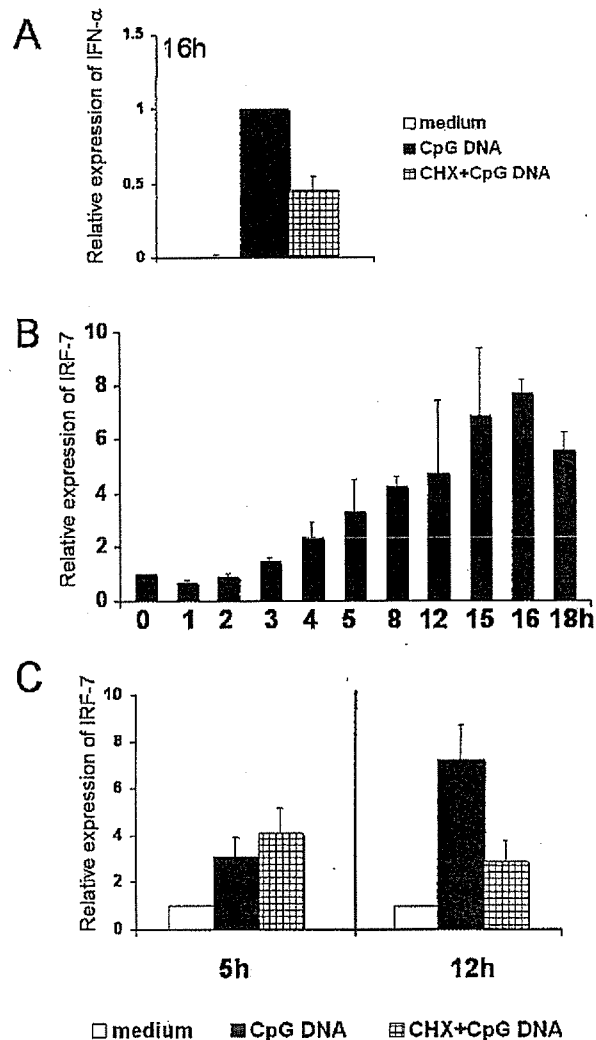 A
Relative expression of IFN-α
1.5
1
0.5
0
16h
medium
CpG DNA
CHX+CpG DNA
B
Relative expression of IRF-7
10
8
6
4
2
0
0 1 2 3 4 5 8 12 15 16 18h
C
Relative expression of IRF-7
10
8
6
4
2
0
5h 12h
medium CpG DNA CHX+CpG DNA